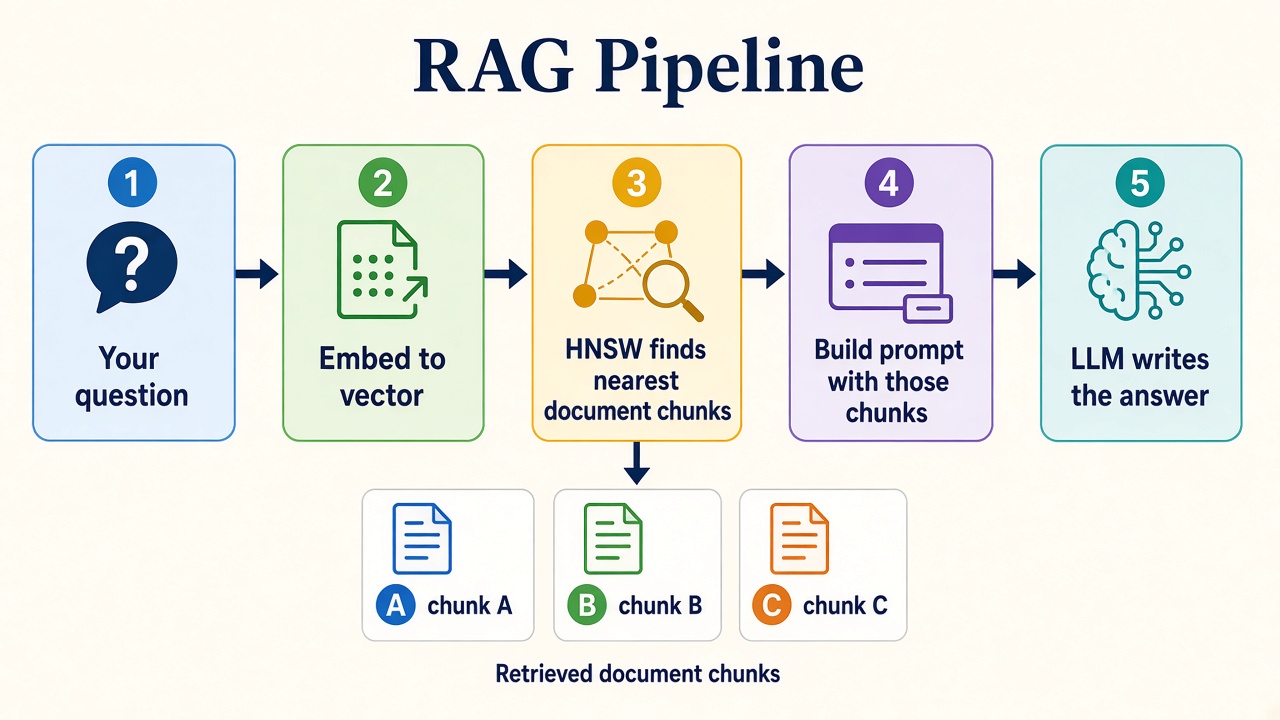 RAG Pipeline
1
Your
question
2
Embed to
vector
3
HNSW finds
nearest
document chunks
4
Build prompt
with those
chunks
5
LLM writes
the answer
A chunk A
B chunk B
C chunk C
Retrieved document chunks